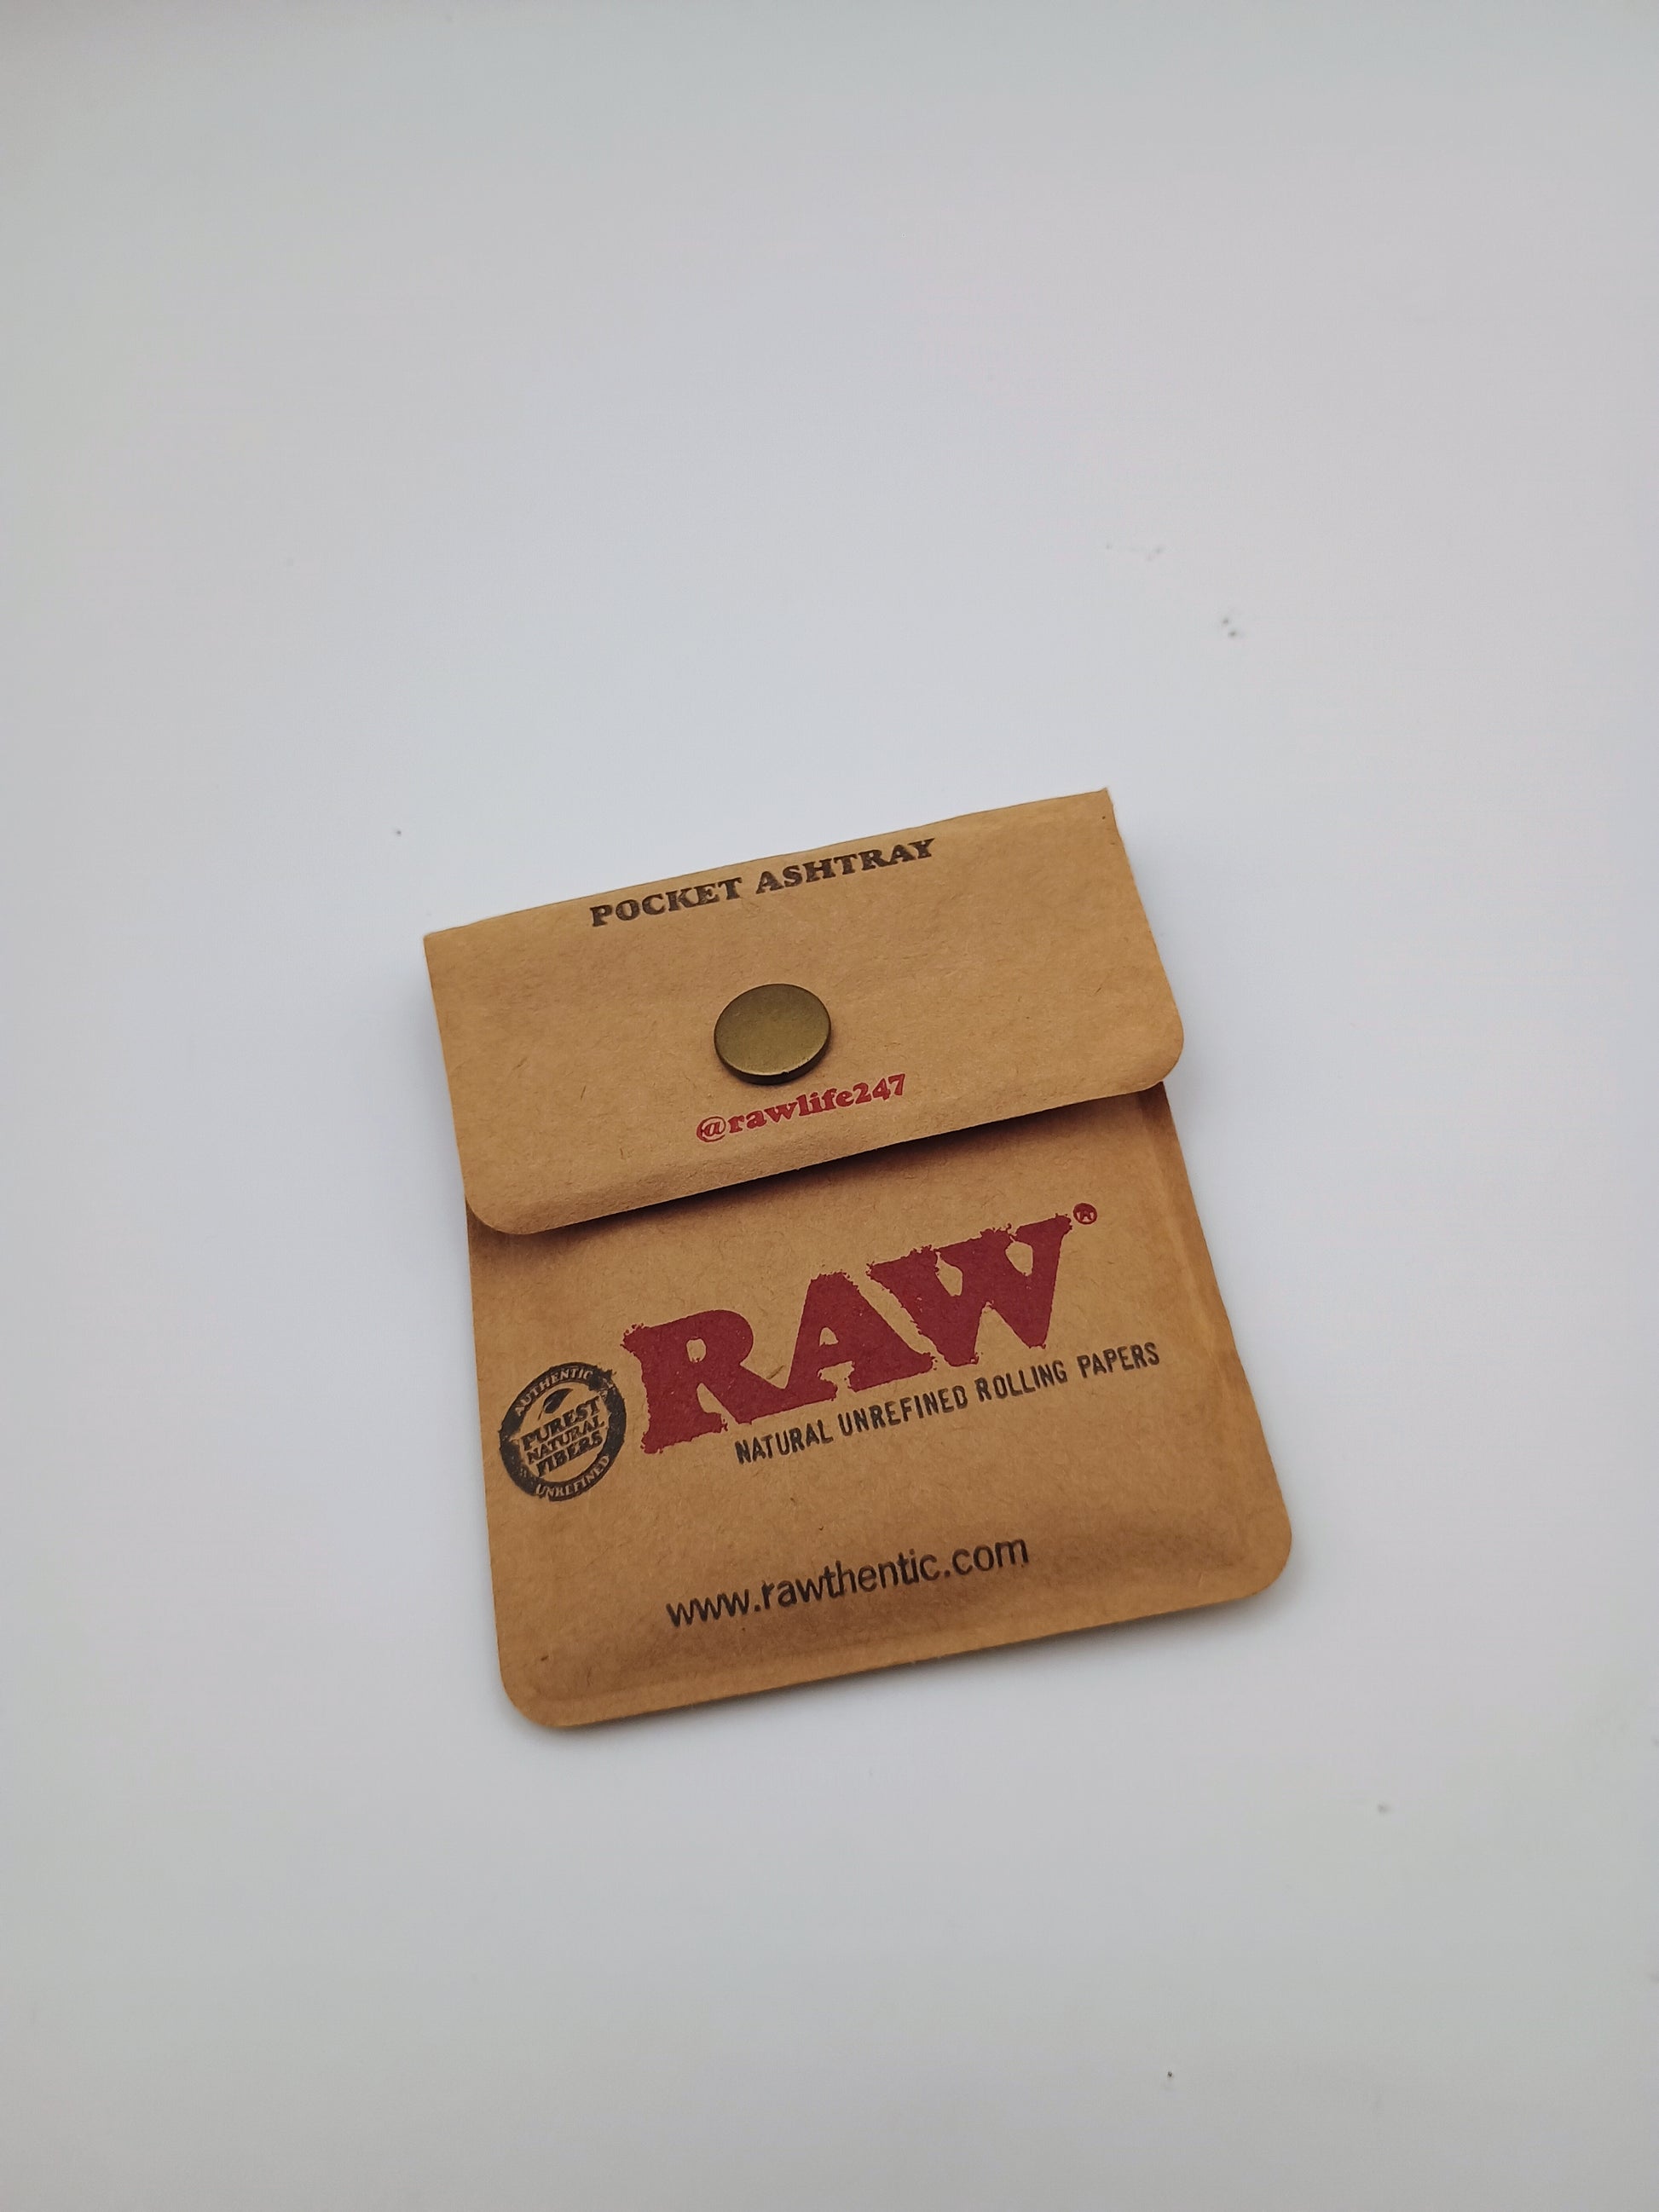 POCKET ASHTRAY
@rawlife247
RAW®
NATURAL UNREFINED ROLLING PAPERS
AUTHENTIC
PUREST
NATURAL
FIBERS
UNREFINED
www.rawthentic.com